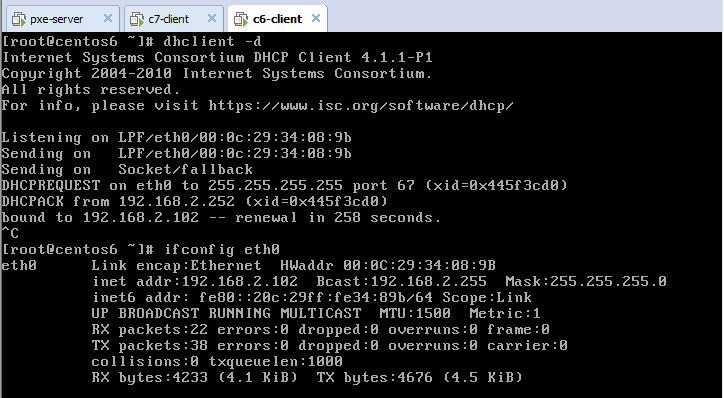 pxe-server × c7-client × c6-client ×
[root@centos6 ~]# dhclient -d
Internet Systems Consortium DHCP Client 4.1.1-P1
Copyright 2004-2010 Internet Systems Consortium.
All rights reserved.
For info, please visit https://www.isc.org/software/dhcp/
Listening on LPF/eth0/00:0c:29:34:08:9b
Sending on   LPF/eth0/00:0c:29:34:08:9b
Sending on   Socket/fallback
DHCPREQUEST on eth0 to 255.255.255.255 port 67 (xid=0x445f3cd0)
DHCPACK from 192.168.2.252 (xid=0x445f3cd0)
bound to 192.168.2.102 -- renewal in 258 seconds.
^C
[root@centos6 ~]# ifconfig eth0
eth0      Link encap:Ethernet  HWaddr 00:0C:29:34:08:9B
          inet addr:192.168.2.102  Bcast:192.168.2.255  Mask:255.255.255.0
          inet6 addr: fe80::20c:29ff:fe34:89b/64 Scope:Link
          UP BROADCAST RUNNING MULTICAST  MTU:1500  Metric:1
          RX packets:22 errors:0 dropped:0 overruns:0 frame:0
          TX packets:38 errors:0 dropped:0 overruns:0 carrier:0
          collisions:0 txqueuelen:1000
          RX bytes:4233 (4.1 KiB)  TX bytes:4676 (4.5 KiB)